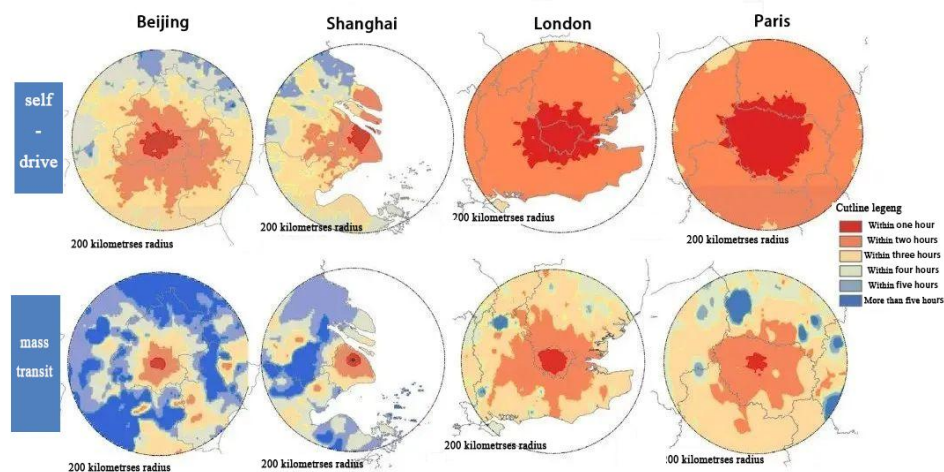 Beijing
Shanghai
London
Paris
self
-
drive
200 kilometrses radius
200 kilometrses radius
200 kilometrses radius
200 kilometrses radius
Cutline legeng
Within one hour
Within two hours
Within three hours
Within four hours
Within five hours
More than five hours
mass
transit
200 kilometrses radius
200 kilometrses radius
200 kilometrses radius
200 kilometrses radius